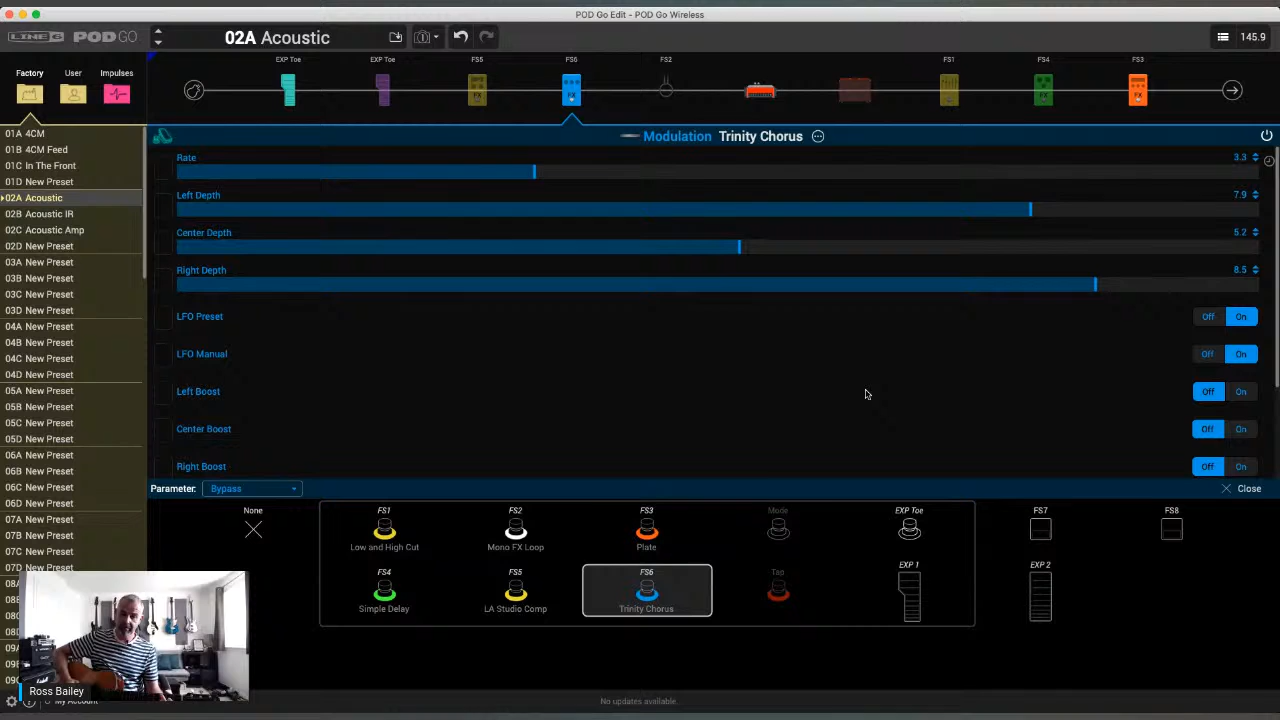 POD Go Edit - POD Go Wireless
LINE 6 POD GO
02A Acoustic
145.9
Factory User Impulses
EXP Toe EXP Toe FS5 FS6 FS2 FS1 FS4 FS3
FX FX FX FX FX
Modulation Trinity Chorus
01A 4CM
01B 4CM Feed
01C In The Front
01D New Preset
02A Acoustic
02B Acoustic IR
02C Acoustic Amp
02D New Preset
03A New Preset
03B New Preset
03C New Preset
03D New Preset
04A New Preset
04B New Preset
04C New Preset
04D New Preset
05A New Preset
05B New Preset
05C New Preset
05D New Preset
06A New Preset
06B New Preset
06C New Preset
06D New Preset
07A New Preset
07B New Preset
07C New Preset
07D New Preset
Rate 3.3
Left Depth 7.9
Center Depth 5.2
Right Depth 8.5
LFO Preset Off On
LFO Manual Off On
Left Boost Off On
Center Boost Off On
Right Boost Off On
Parameter: Bypass Close
None
FS1 FS2 FS3 Mode EXP Toe FS7 FS8
Low and High Cut Mono FX Loop Plate
FS4 FS5 FS6 Tap EXP 1 EXP 2
Simple Delay LA Studio Comp Trinity Chorus
Ross Bailey
My Account
No updates available.